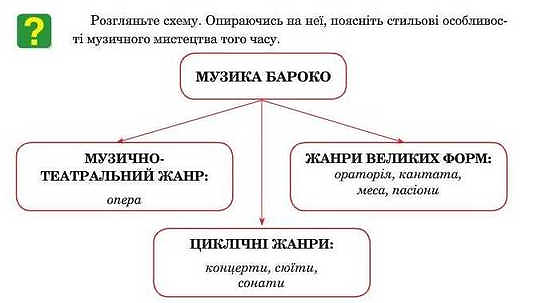 ?
Розгляньте схему. Опираючись на неї, поясніть стильові особливос-
ті музичного мистецтва того часу.
МУЗИКА БАРОКО
МУЗИЧНО-
ТЕАТРАЛЬНИЙ ЖАНР:
опера
ЖАНРИ ВЕЛИКИХ ФОРМ:
ораторія, кантата,
меса, пасіони
ЦИКЛІЧНІ ЖАНРИ:
концерти, сюїти,
сонати